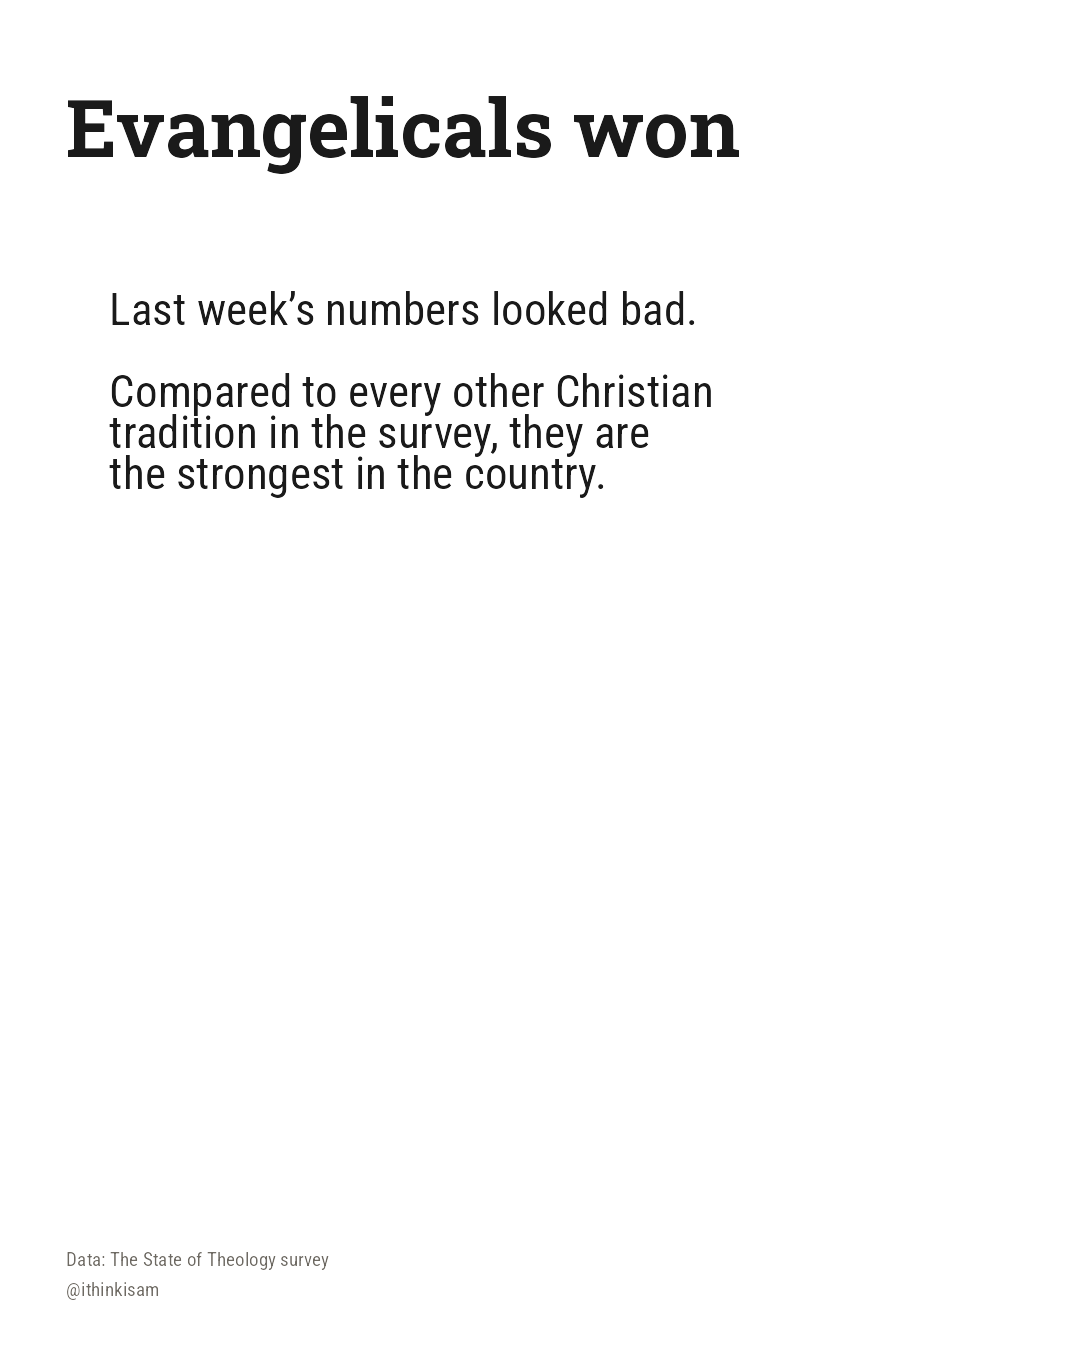 Evangelicals won
Last week’s numbers looked bad.
Compared to every other Christian
tradition in the survey, they are
the strongest in the country.
Data: The State of Theology survey
@ithinkisam